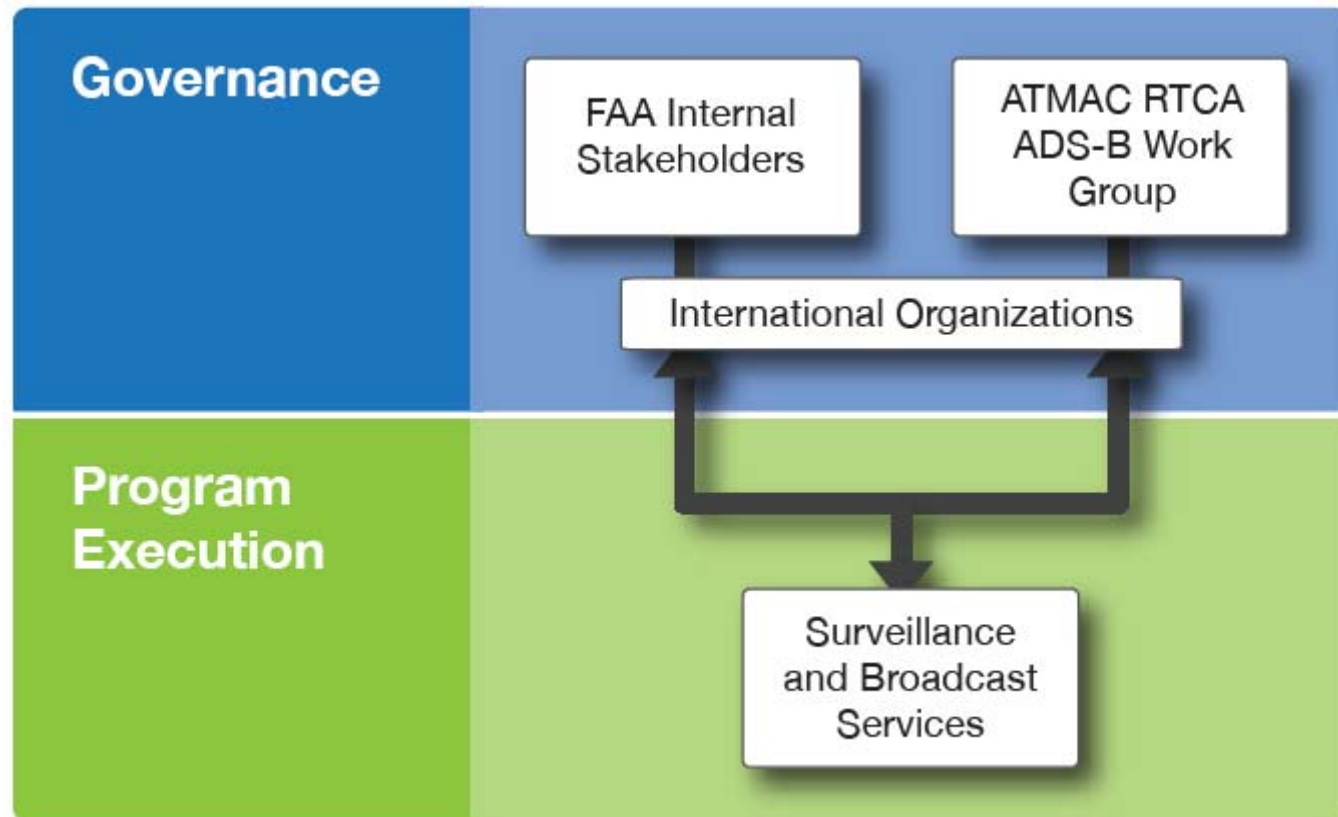 Governance
FAA Internal
Stakeholders
ATMAC RTCA
ADS-B Work
Group
International Organizations
Program
Execution
Surveillance
and Broadcast
Services